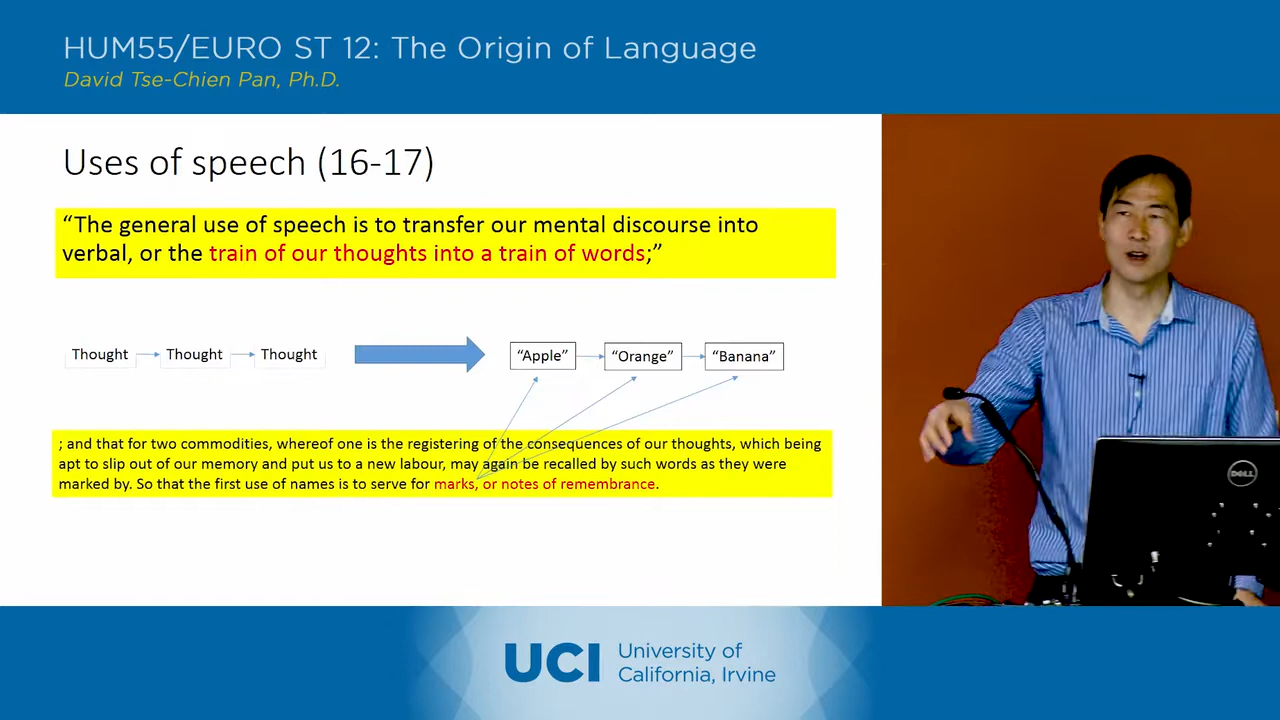 HUM55/EURO ST 12: The Origin of Language
David Tse-Chien Pan, Ph.D.
Uses of speech (16-17)
“The general use of speech is to transfer our mental discourse into
verbal, or the train of our thoughts into a train of words;”
Thought Thought Thought
“Apple” “Orange” “Banana”
; and that for two commodities, whereof one is the registering of the consequences of our thoughts, which being
apt to slip out of our memory and put us to a new labour, may again be recalled by such words as they were
marked by. So that the first use of names is to serve for marks, or notes of remembrance.
DELL
UCI University of
California, Irvine